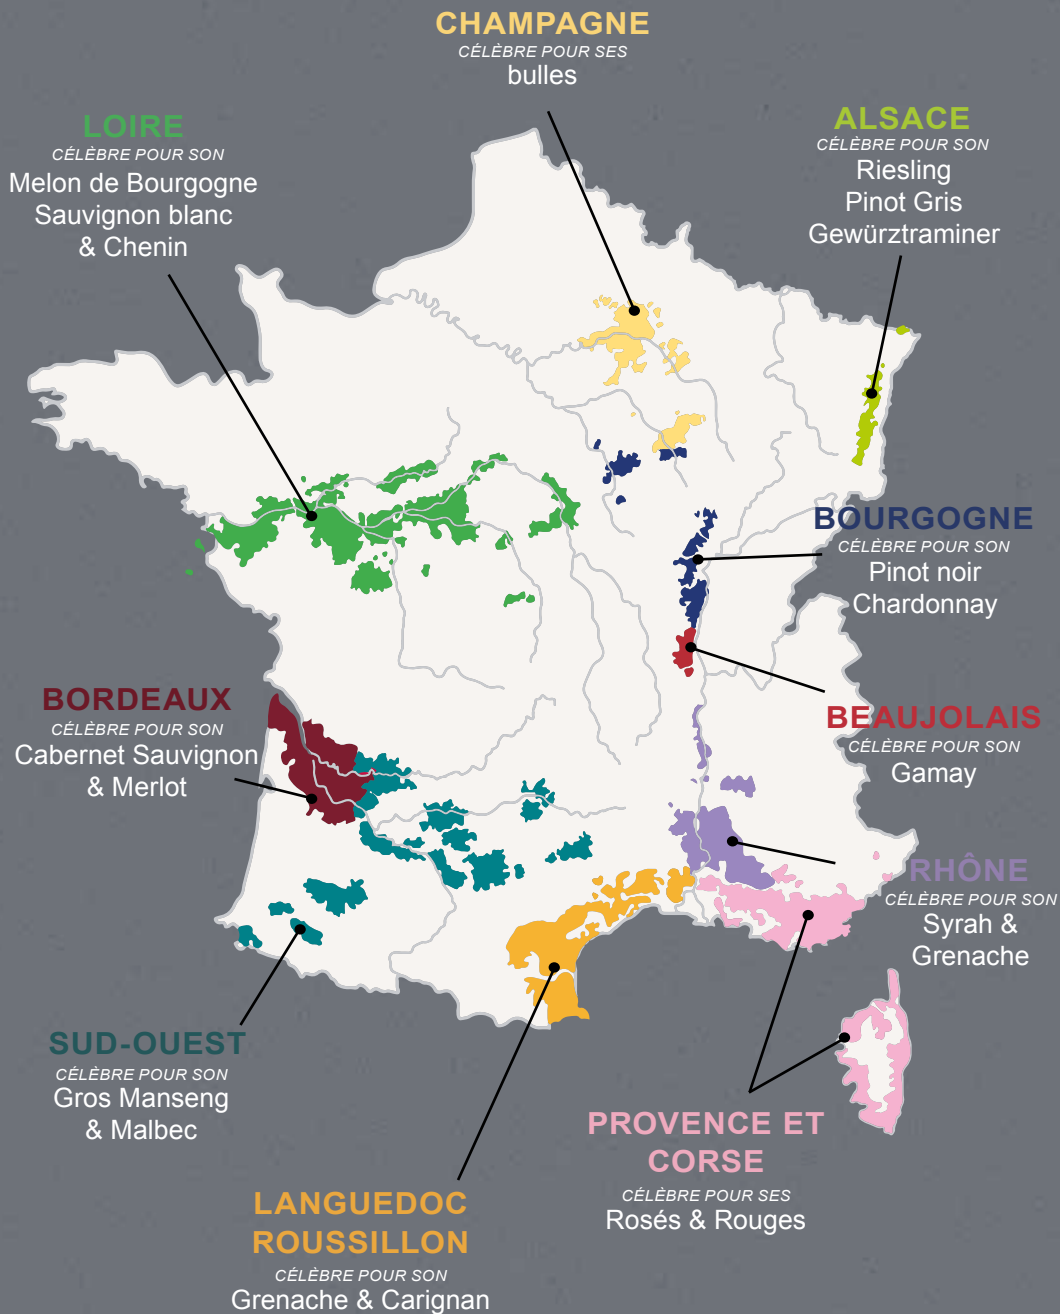 CHAMPAGNE
CÉLÈBRE POUR SES
bulles
LOIRE
CÉLÈBRE POUR SON
Melon de Bourgogne
Sauvignon blanc
& Chenin
ALSACE
CÉLÈBRE POUR SON
Riesling
Pinot Gris
Gewürztraminer
BOURGOGNE
CÉLÈBRE POUR SON
Pinot noir
Chardonnay
BORDEAUX
CÉLÈBRE POUR SON
Cabernet Sauvignon
& Merlot
BEAUJOLAIS
CÉLÈBRE POUR SON
Gamay
RHÔNE
CÉLÈBRE POUR SON
Syrah &
Grenache
SUD-OUEST
CÉLÈBRE POUR SON
Gros Manseng
& Malbec
PROVENCE ET
CORSE
CÉLÈBRE POUR SES
Rosés & Rouges
LANGUEDOC
ROUSSILLON
CÉLÈBRE POUR SON
Grenache & Carignan